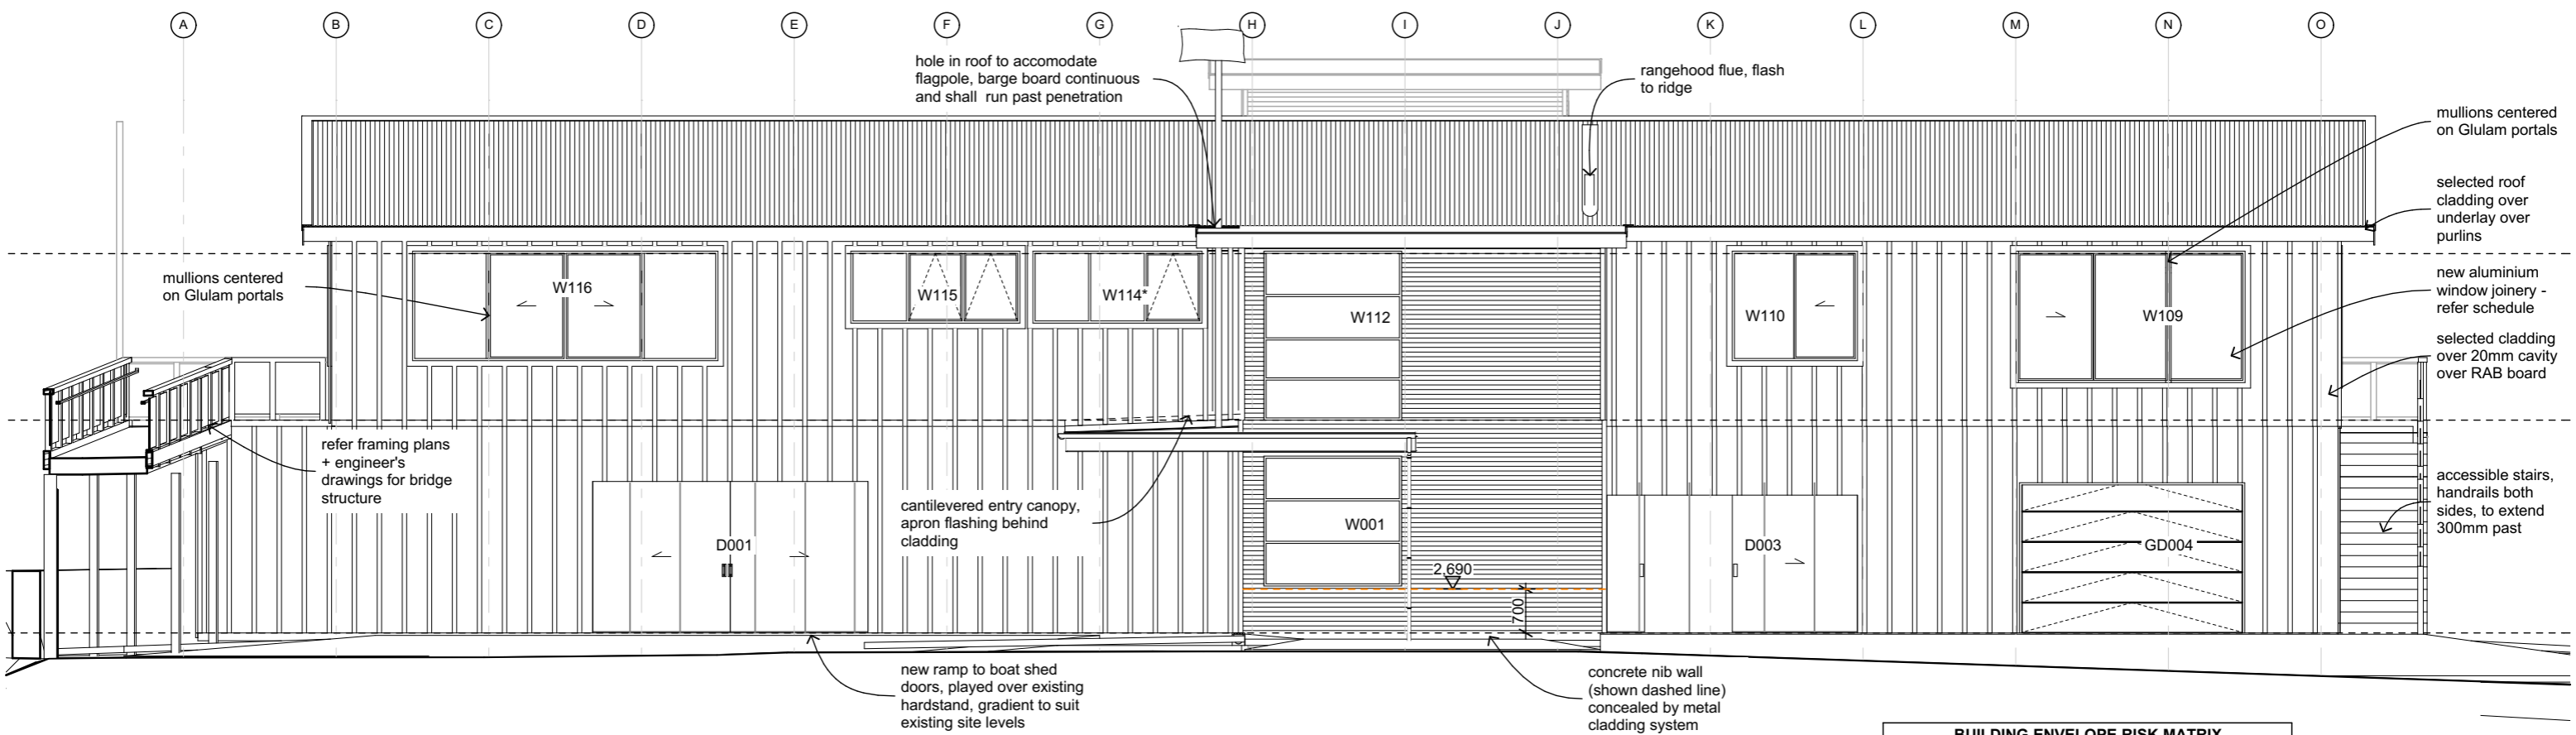 A B C D E F G H I J K L M N O
hole in roof to accomodate
flagpole, barge board continuous
and shall run past penetration
rangehood flue, flash
to ridge
mullions centered
on Glulam portals
selected roof
cladding over
underlay over
purlins
mullions centered
on Glulam portals
W116
W115
W114*
W112
W110
W109
new aluminium
window joinery -
refer schedule
selected cladding
over 20mm cavity
over RAB board
refer framing plans
+ engineer's
drawings for bridge
structure
cantilevered entry canopy,
apron flashing behind
cladding
accessible stairs,
handrails both
sides, to extend
300mm past
D001
W001
D003
GD004
2,690
700
new ramp to boat shed
doors, played over existing
hardstand, gradient to suit
existing site levels
concrete nib wall
(shown dashed line)
concealed by metal
cladding system
BUILDING ENVELOPE RISK MATRIX